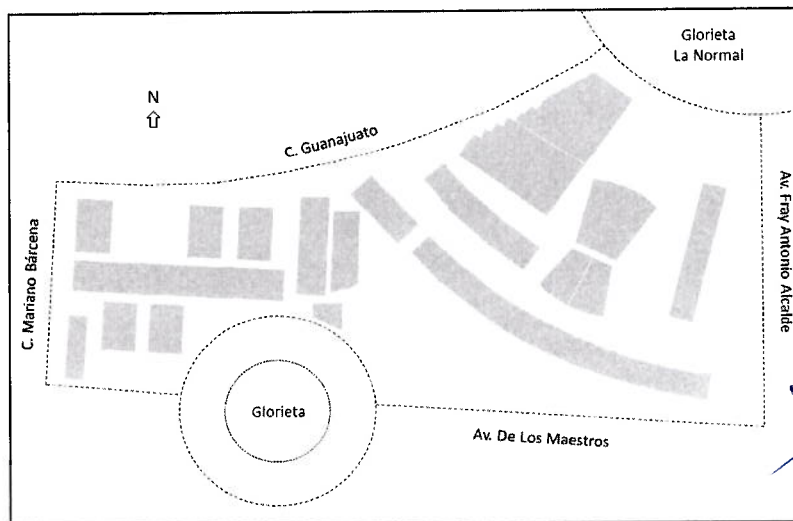 Glorieta
La Normal
N
C. Guanajuato
C. Mariano Bárcena
Av. Fray Antonio Alcalde
Glorieta
Av. De Los Maestros